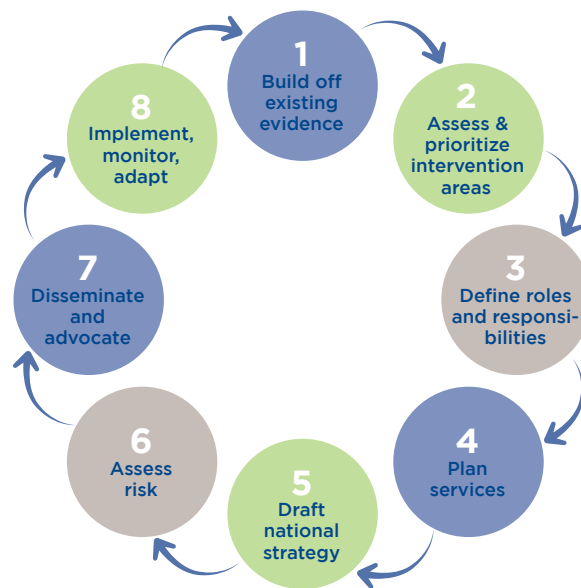 1
Build off
existing
evidence
2
Assess &
prioritize
intervention
areas
3
Define roles
and responsi-
bilities
4
Plan
services
5
Draft
national
strategy
6
Assess
risk
7
Disseminate
and
advocate
8
Implement,
monitor,
adapt